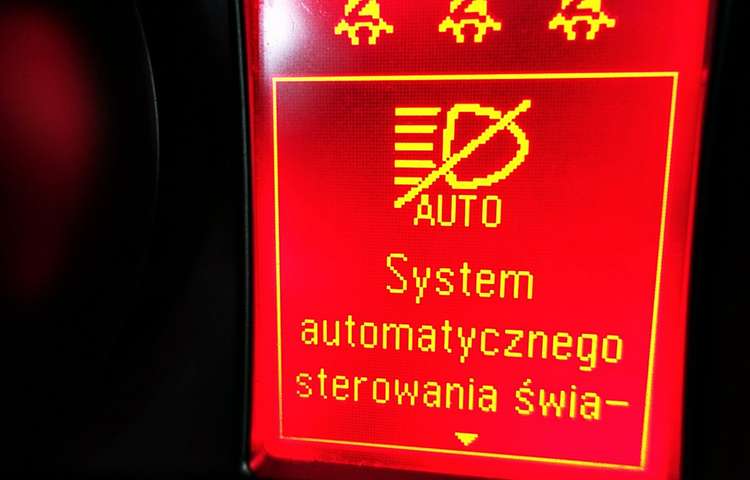 AUTO
System
automatycznego
sterowania świa-